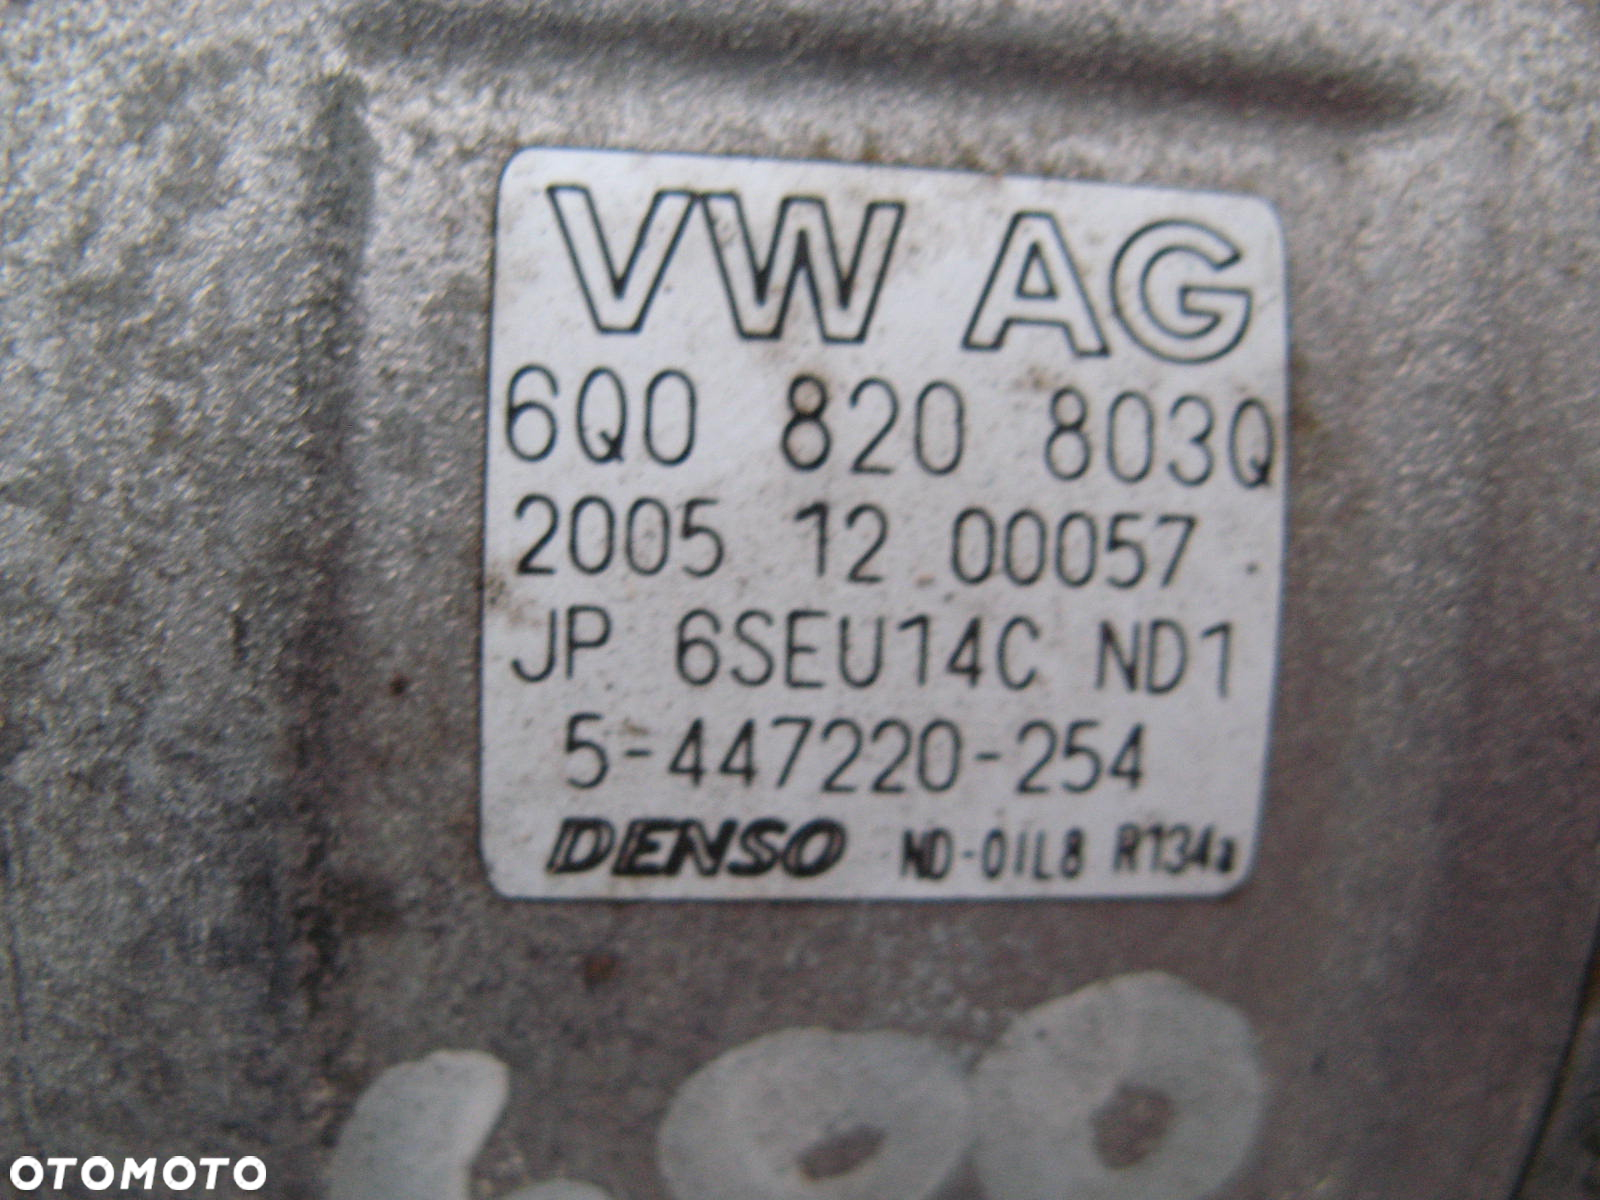 VW AG
6Q0 820 803Q
2005 12 00057
JP 6SEU14C ND1
5-447220-254
DENSO ND-OIL8 R134a
OTOMOTO